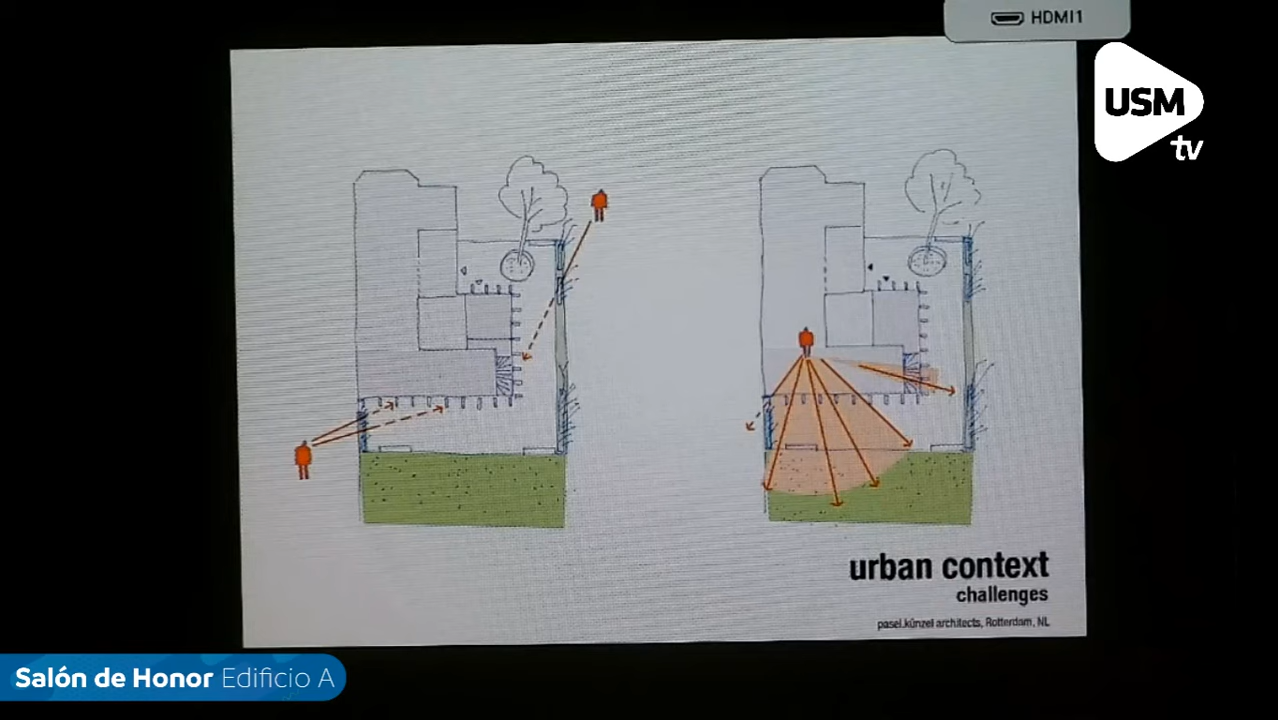 HDMI1
USM
tv
urban context
challenges
pasel.künzel architects, Rotterdam, NL
Salón de Honor Edificio A